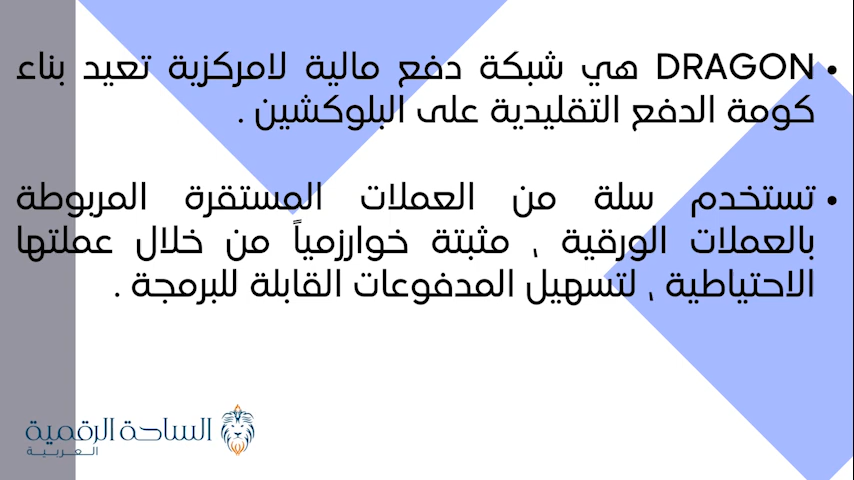 • DRAGON هي شبكة دفع مالية لامركزية تعيد بناء
كومة الدفع التقليدية على البلوكشين .
• تستخدم سلة من العملات المستقرة المربوطة
بالعملات الورقية ، مثبتة خوارزمياً من خلال عملتها
الاحتياطية ، لتسهيل المدفوعات القابلة للبرمجة .
الساحة الرقمية
العربية